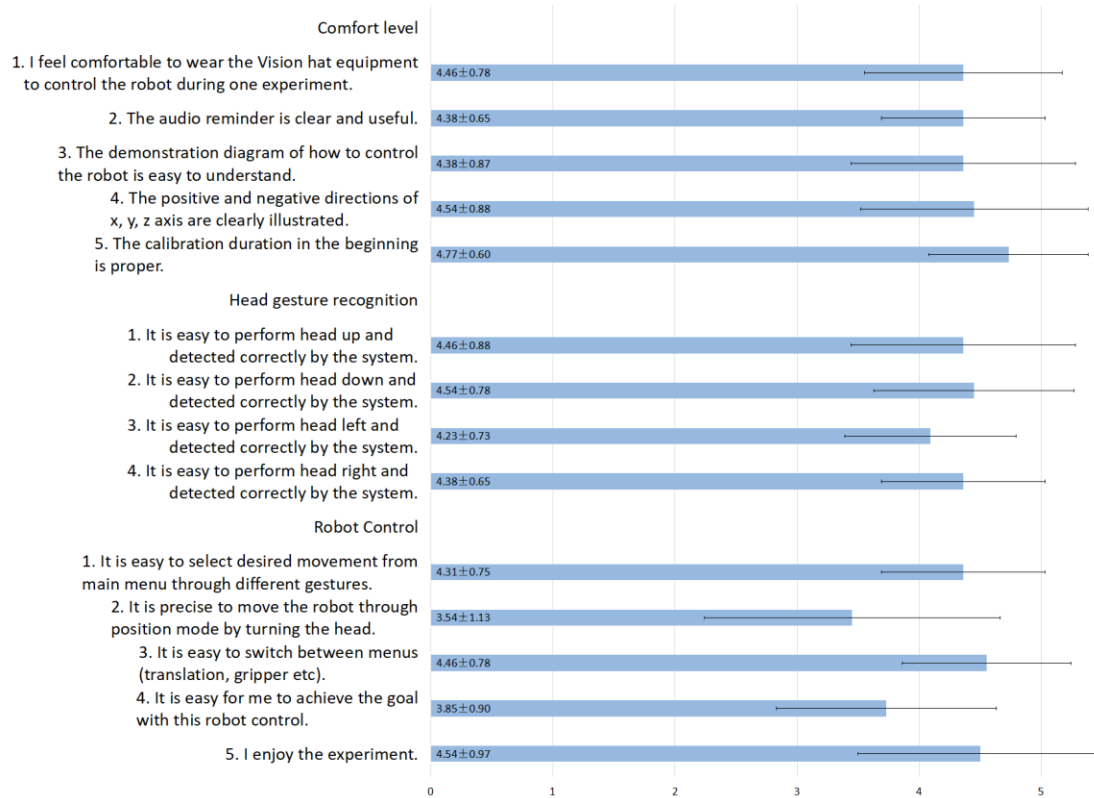 Comfort level
1. I feel comfortable to wear the Vision hat equipment
to control the robot during one experiment.
4.46±0.78
2. The audio reminder is clear and useful.
4.38±0.65
3. The demonstration diagram of how to control
the robot is easy to understand.
4.38±0.87
4. The positive and negative directions of
x, y, z axis are clearly illustrated.
4.54±0.88
5. The calibration duration in the beginning
is proper.
4.77±0.60
Head gesture recognition
1. It is easy to perform head up and
detected correctly by the system.
4.46±0.88
2. It is easy to perform head down and
detected correctly by the system.
4.54±0.78
3. It is easy to perform head left and
detected correctly by the system.
4.23±0.73
4. It is easy to perform head right and
detected correctly by the system.
4.38±0.65
Robot Control
1. It is easy to select desired movement from
main menu through different gestures.
4.31±0.75
2. It is precise to move the robot through
position mode by turning the head.
3.54±1.13
3. It is easy to switch between menus
(translation, gripper etc).
4.46±0.78
4. It is easy for me to achieve the goal
with this robot control.
3.85±0.90
5. I enjoy the experiment.
4.54±0.97
0 1 2 3 4 5